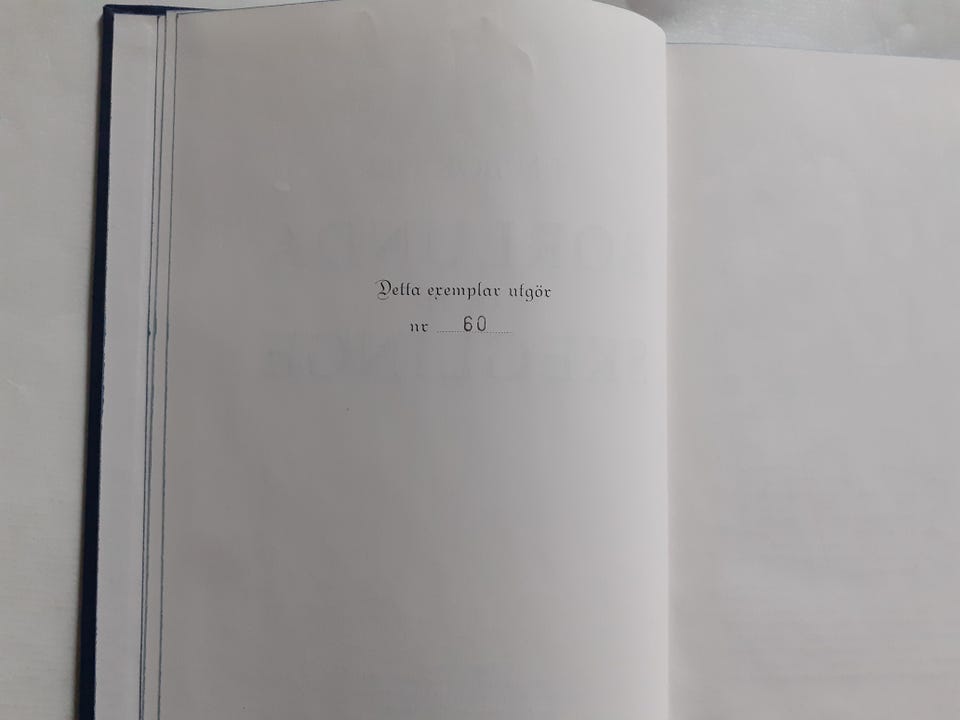 Detta exemplar utgör
nr 60